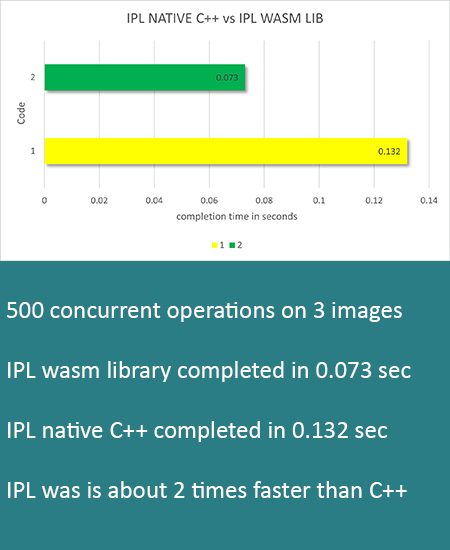 IPL NATIVE C++ vs IPL WASM LIB
Code
2
0.073
1
0.132
0 0.02 0.04 0.06 0.08 0.1 0.12 0.14
completion time in seconds
1 2
500 concurrent operations on 3 images
IPL wasm library completed in 0.073 sec
IPL native C++ completed in 0.132 sec
IPL was is about 2 times faster than C++